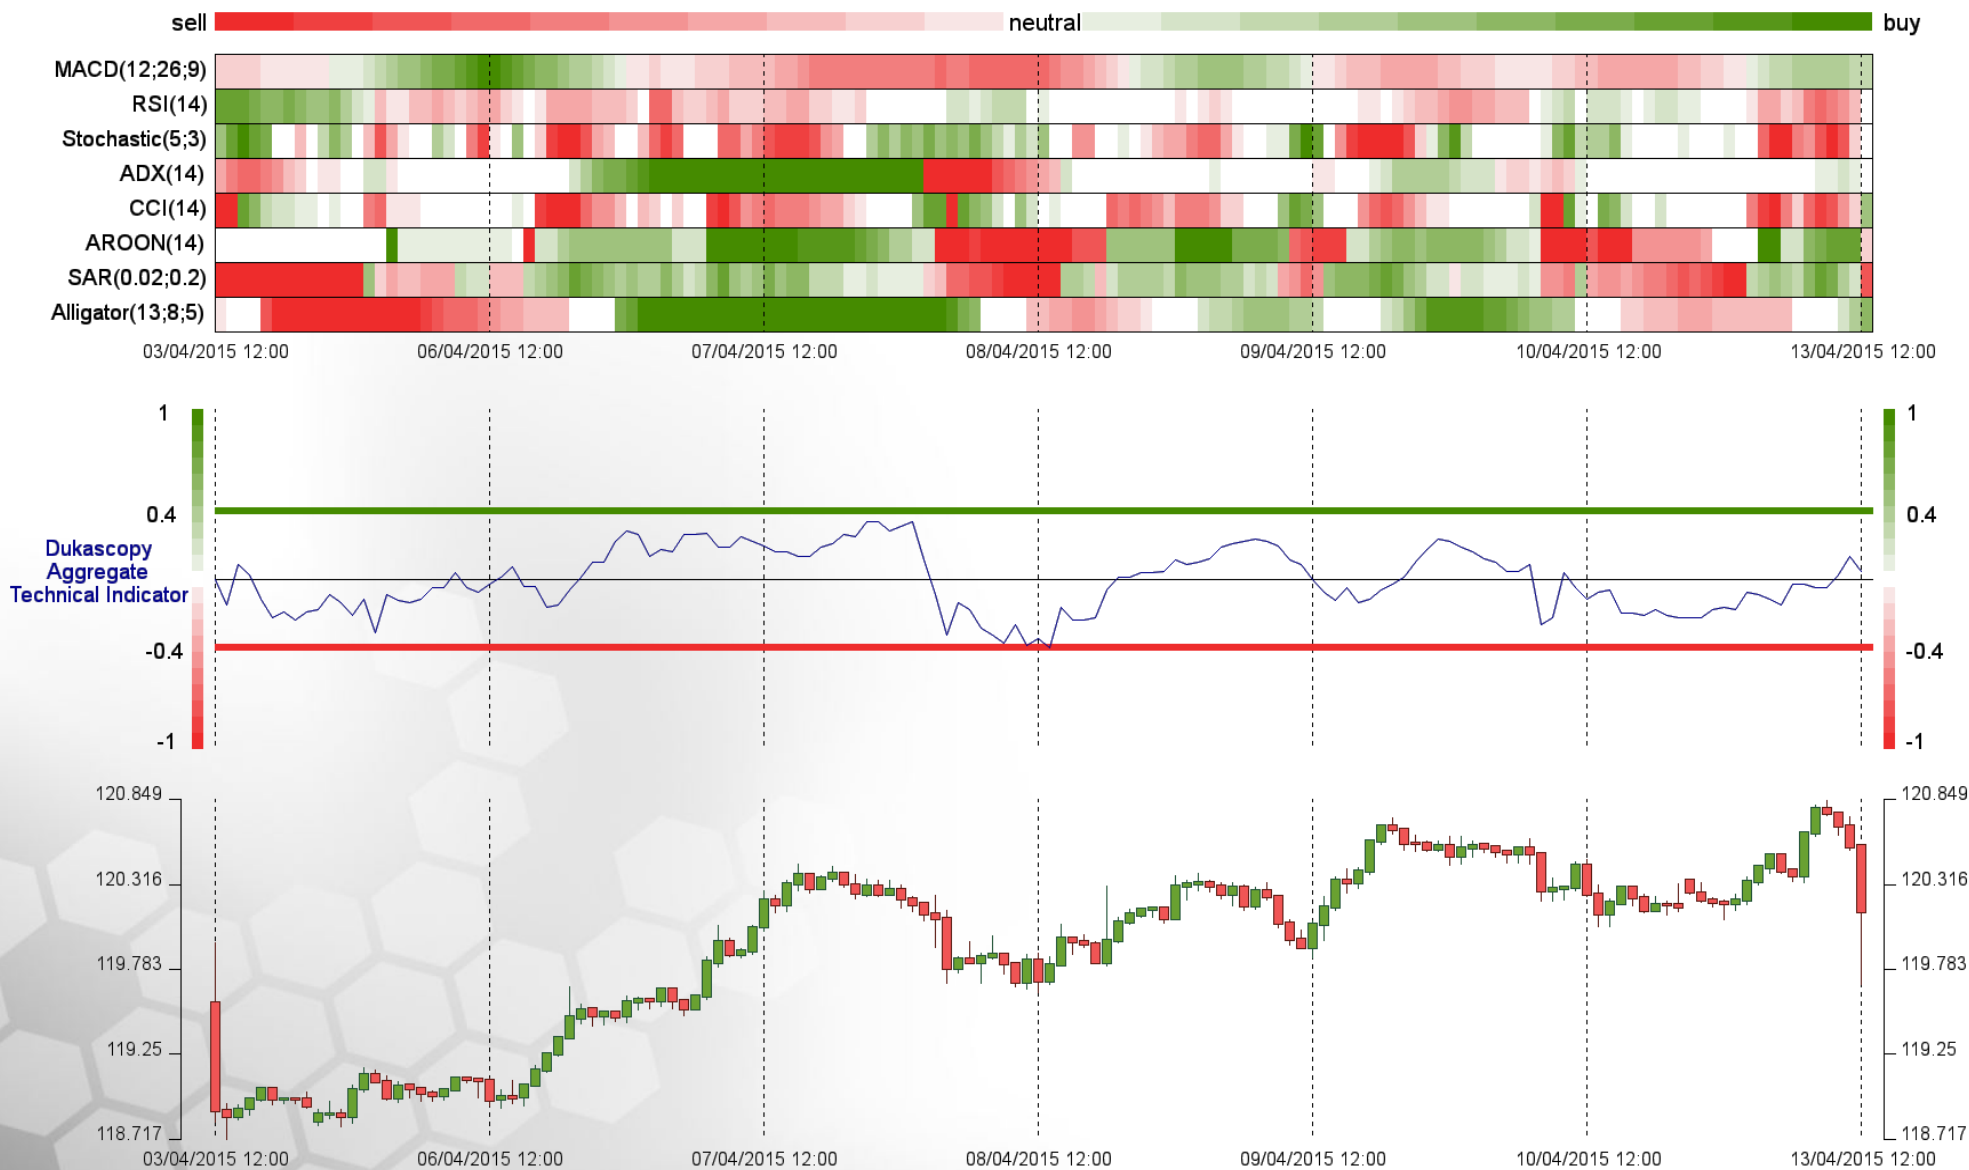 sell neutral buy
MACD(12;26;9)
RSI(14)
Stochastic(5;3)
ADX(14)
CCI(14)
AROON(14)
SAR(0.02;0.2)
Alligator(13;8;5)
03/04/2015 12:00 06/04/2015 12:00 07/04/2015 12:00 08/04/2015 12:00 09/04/2015 12:00 10/04/2015 12:00 13/04/2015 12:00
1 1
0.4 0.4
Dukascopy
Aggregate
Technical Indicator
-0.4 -0.4
-1 -1
120.849 120.849
120.316 120.316
119.783 119.783
119.25 119.25
118.717 118.717
03/04/2015 12:00 06/04/2015 12:00 07/04/2015 12:00 08/04/2015 12:00 09/04/2015 12:00 10/04/2015 12:00 13/04/2015 12:00